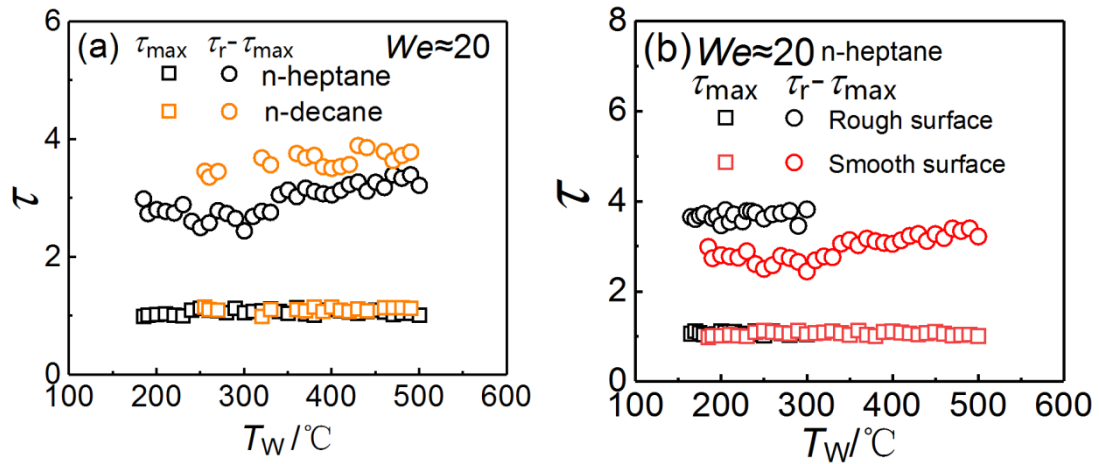 (a) τmax τr-τmax We≈20
n-heptane
n-decane
6
4
2
0
τ
100 200 300 400 500 600
TW/℃
(b) We≈20 n-heptane
τmax τr-τmax
Rough surface
Smooth surface
8
6
4
2
0
τ
100 200 300 400 500 600
TW/℃